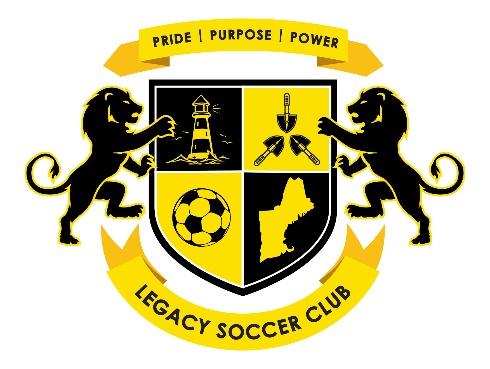 PRIDE | PURPOSE | POWER
LEGACY SOCCER CLUB